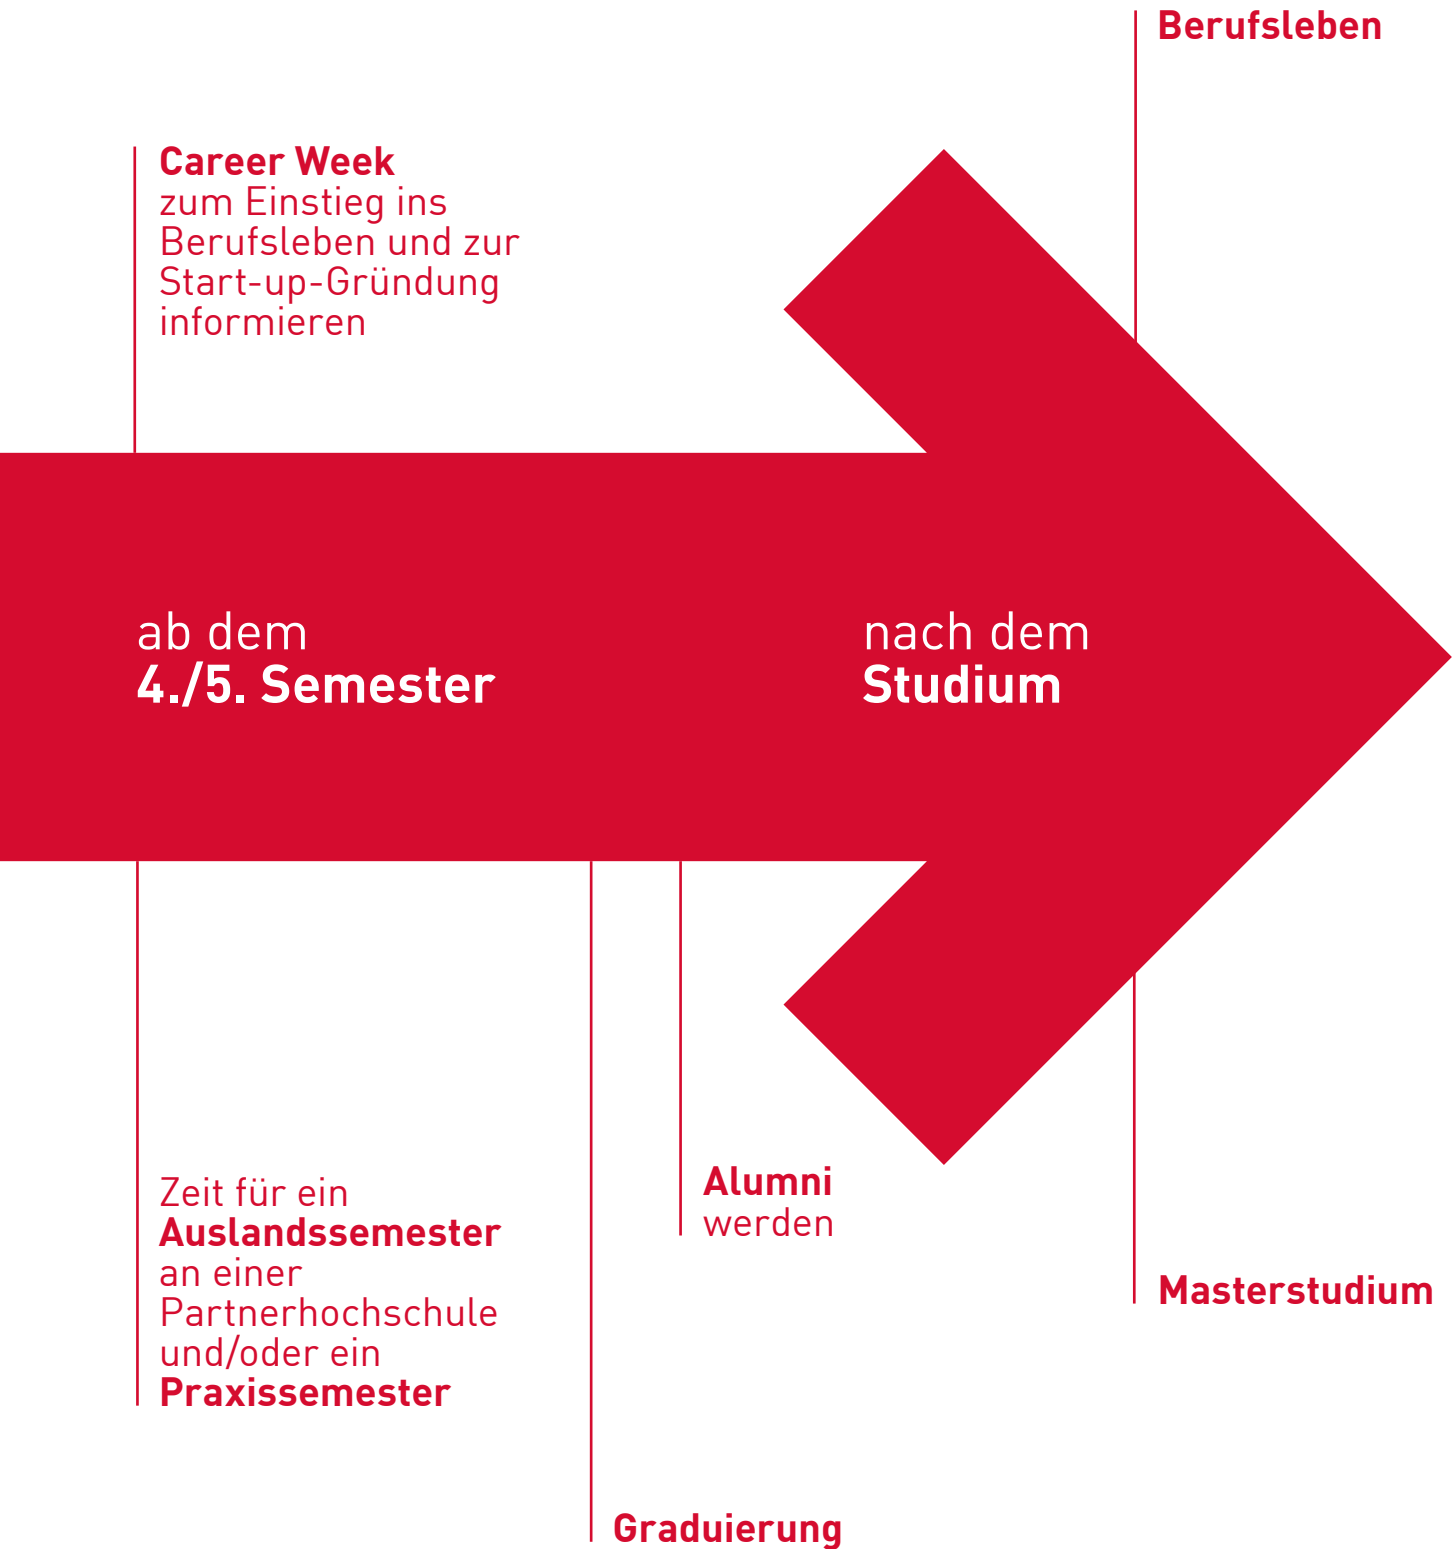 Berufsleben
Career Week
zum Einstieg ins
Berufsleben und zur
Start-up-Gründung
informieren
ab dem
4./5. Semester
nach dem
Studium
Zeit für ein
Auslandssemester
an einer
Partnerhochschule
und/oder ein
Praxissemester
Alumni
werden
Masterstudium
Graduierung